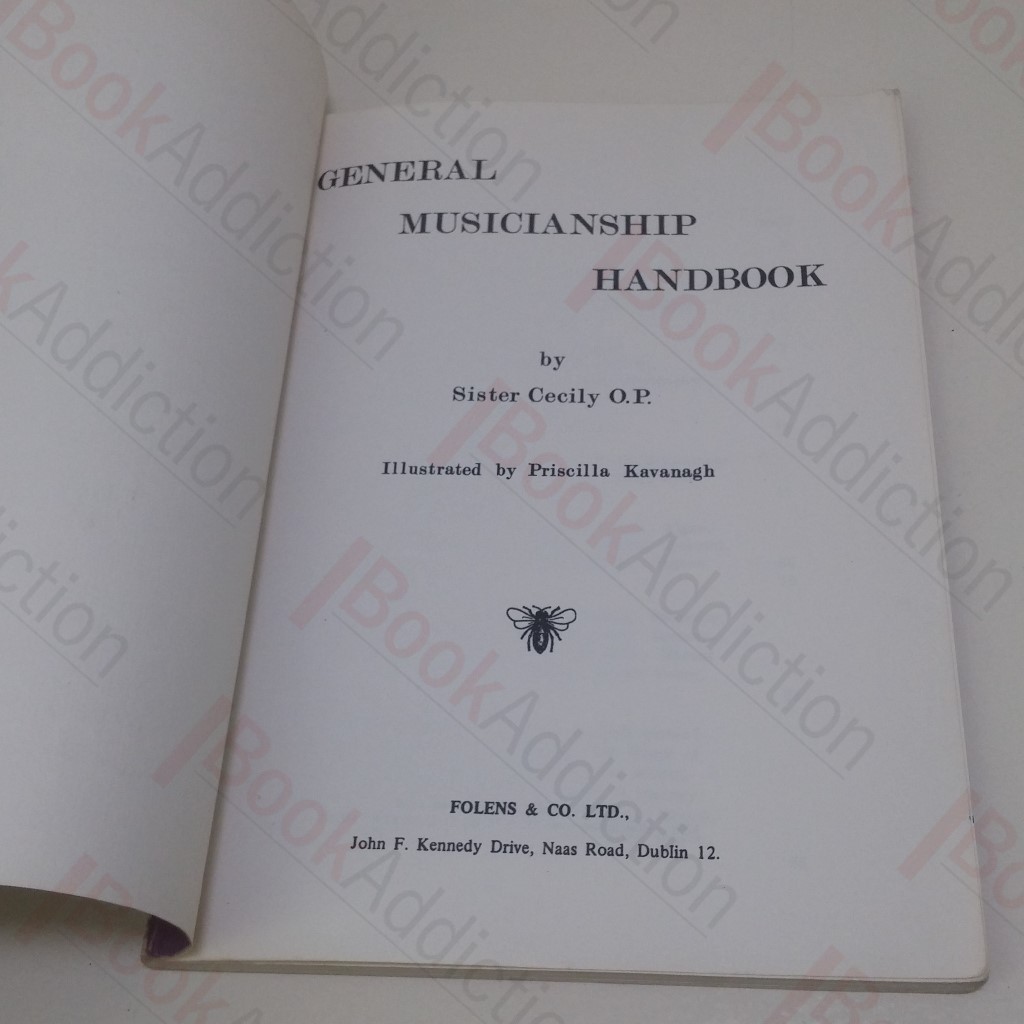 GENERAL
MUSICIANSHIP
HANDBOOK
by
Sister Cecily O.P.
Illustrated by Priscilla Kavanagh
FOLENS & CO. LTD.,
John F. Kennedy Drive, Naas Road, Dublin 12.
BookAddiction